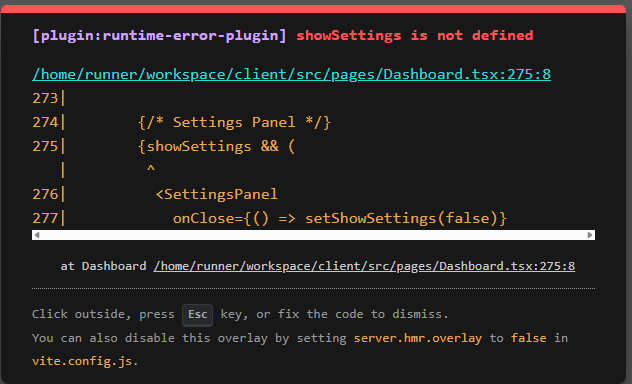 [plugin:runtime-error-plugin] showSettings is not defined
/home/runner/workspace/client/src/pages/Dashboard.tsx:275:8
273|
274|        {/* Settings Panel */}
275|        {showSettings && (
   |         ^
276|          <SettingsPanel
277|            onClose={() => setShowSettings(false)}
at Dashboard /home/runner/workspace/client/src/pages/Dashboard.tsx:275:8
Click outside, press Esc key, or fix the code to dismiss.
You can also disable this overlay by setting server.hmr.overlay to false in
vite.config.js.